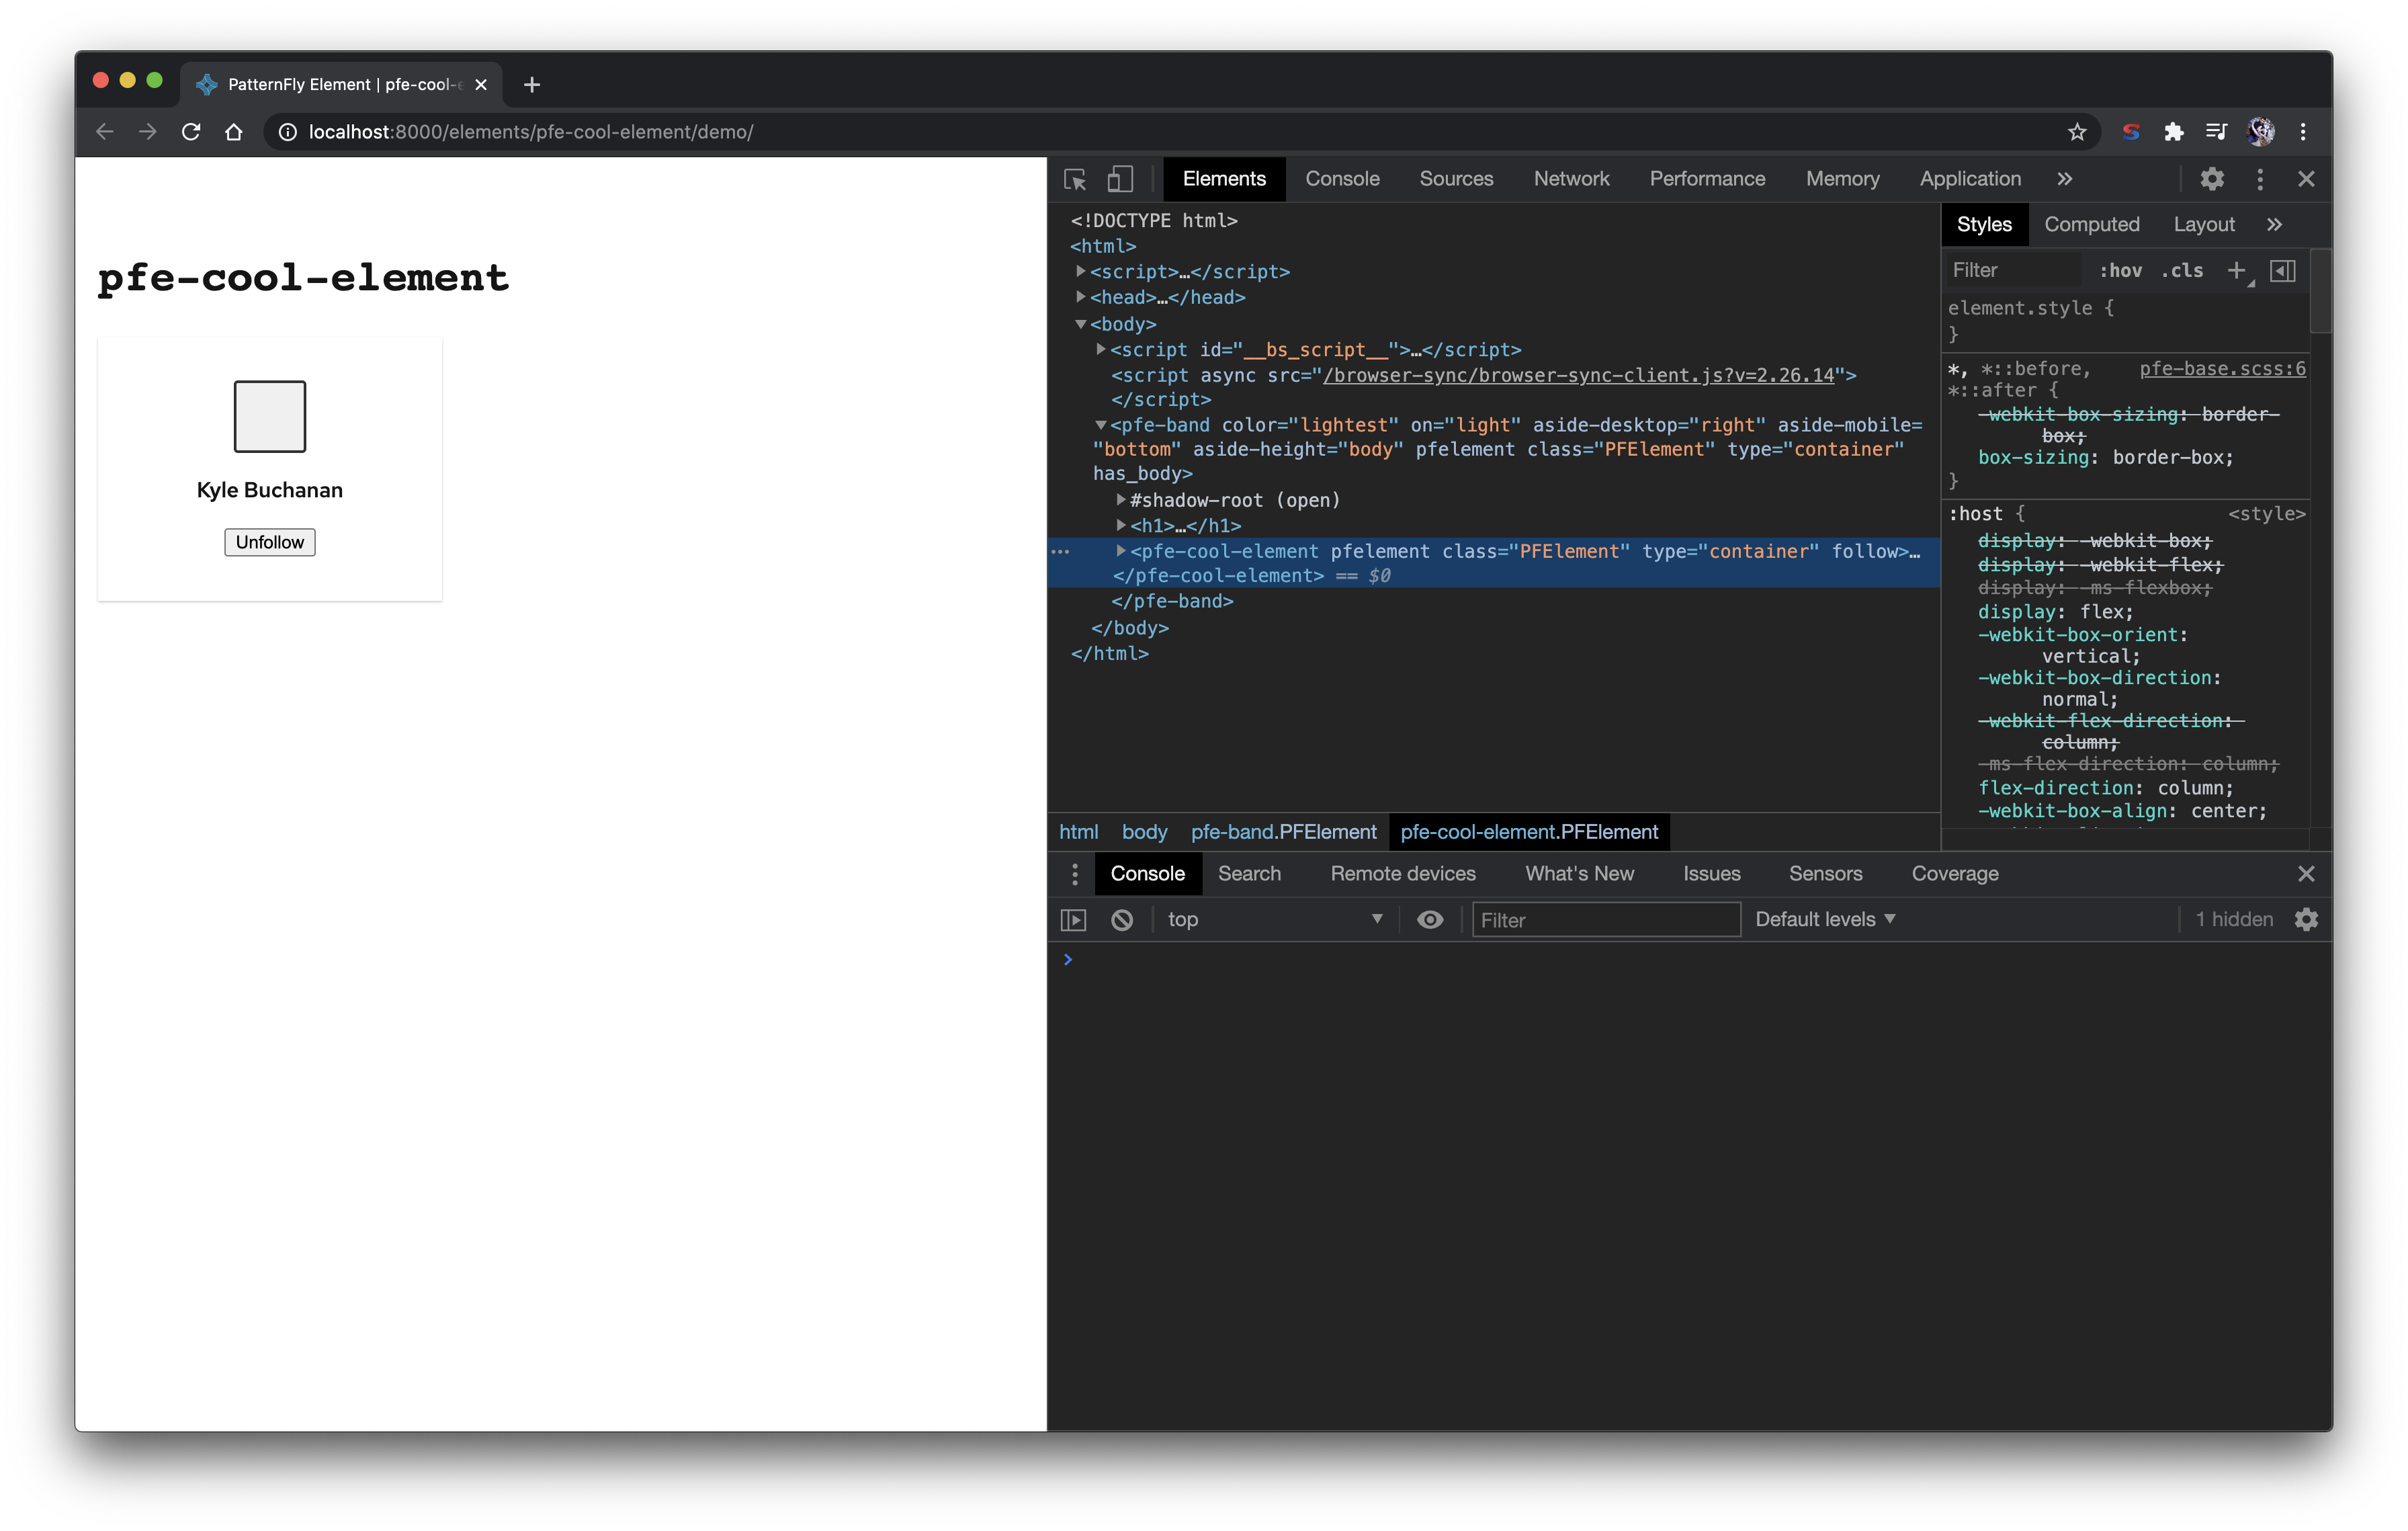 PatternFly Element | pfe-cool-e
localhost:8000/elements/pfe-cool-element/demo/
pfe-cool-element
Kyle Buchanan
Unfollow
Elements Console Sources Network Performance Memory Application »
<!DOCTYPE html>
<html>
<script>…</script>
<head>…</head>
<body>
<script id="__bs_script__">…</script>
<script async src="/browser-sync/browser-sync-client.js?v=2.26.14">
</script>
<pfe-band color="lightest" on="light" aside-desktop="right" aside-mobile=
"bottom" aside-height="body" pfelement class="PFElement" type="container"
has_body>
#shadow-root (open)
<h1>…</h1>
<pfe-cool-element pfelement class="PFElement" type="container" follow>…
</pfe-cool-element> == $0
</pfe-band>
</body>
</html>
html body pfe-band.PFElement pfe-cool-element.PFElement
Styles Computed Layout »
Filter :hov .cls +
element.style {
}
*, *::before, pfe-base.scss:6
*::after {
-webkit-box-sizing: border-
box;
box-sizing: border-box;
}
:host { <style>
display: -webkit-box;
display: -webkit-flex;
display: -ms-flexbox;
display: flex;
-webkit-box-orient:
vertical;
-webkit-box-direction:
normal;
-webkit-flex-direction:
column;
-ms-flex-direction: column;
flex-direction: column;
-webkit-box-align: center;
Console Search Remote devices What's New Issues Sensors Coverage
top Filter Default levels 1 hidden